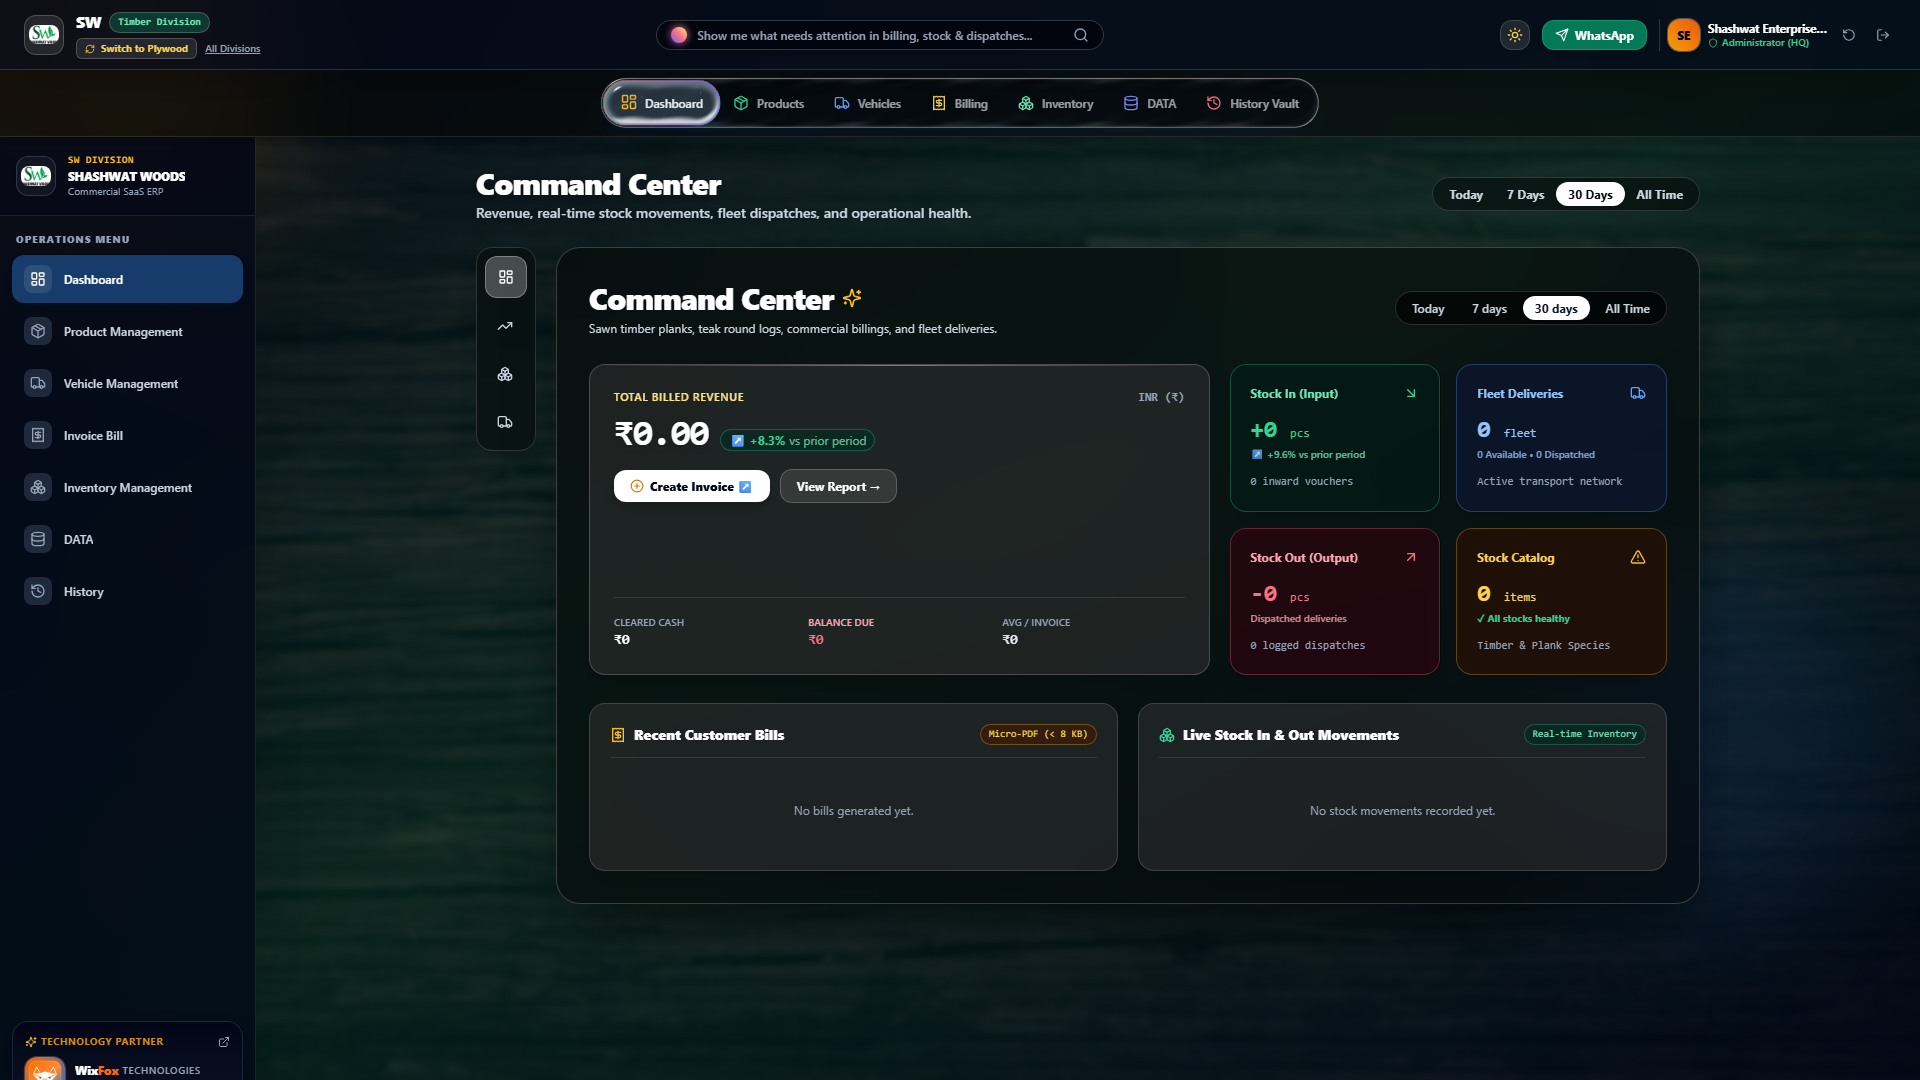 SW Timber Division
Switch to Plywood All Divisions
Show me what needs attention in billing, stock & dispatches...
WhatsApp
SE
Shashwat Enterprise...
Administrator (HQ)
Dashboard Products Vehicles Billing Inventory DATA History Vault
SW DIVISION
SHASHWAT WOODS
Commercial SaaS ERP
OPERATIONS MENU
Dashboard
Product Management
Vehicle Management
Invoice Bill
Inventory Management
DATA
History
TECHNOLOGY PARTNER
WixFox TECHNOLOGIES
Command Center
Revenue, real-time stock movements, fleet dispatches, and operational health.
Today 7 Days 30 Days All Time
Command Center
Sawn timber planks, teak round logs, commercial billings, and fleet deliveries.
Today 7 days 30 days All Time
TOTAL BILLED REVENUE INR (₹)
₹0.00 ↗ +8.3% vs prior period
Create Invoice ↗ View Report →
CLEARED CASH BALANCE DUE AVG / INVOICE
₹0 ₹0 ₹0
Stock In (Input)
+0 pcs
↗ +9.6% vs prior period
0 inward vouchers
Fleet Deliveries
0 fleet
0 Available • 0 Dispatched
Active transport network
Stock Out (Output)
-0 pcs
Dispatched deliveries
0 logged dispatches
Stock Catalog
0 items
✓ All stocks healthy
Timber & Plank Species
Recent Customer Bills Micro-PDF (< 8 KB)
No bills generated yet.
Live Stock In & Out Movements Real-time Inventory
No stock movements recorded yet.